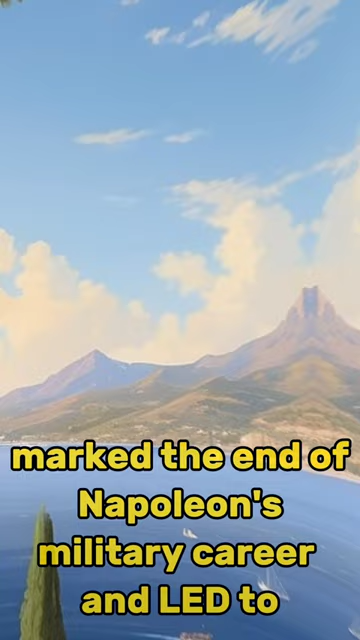 marked the end of
Napoleon's
military career
and LED to